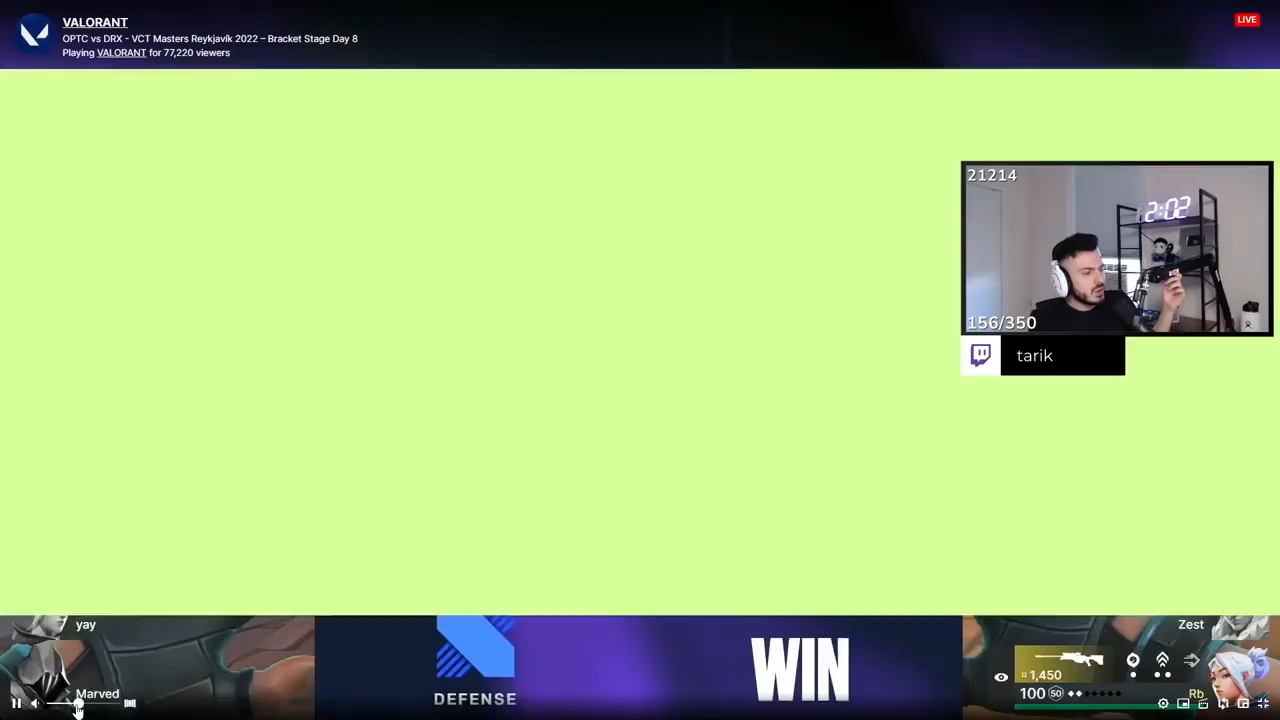 VALORANT
OPTC vs DRX - VCT Masters Reykjavík 2022 – Bracket Stage Day 8
Playing VALORANT for 77,220 viewers
LIVE
21214
2:02
156/350
tarik
yay
Marved
DEFENSE
WIN
Zest
1,450
100
50
Rb